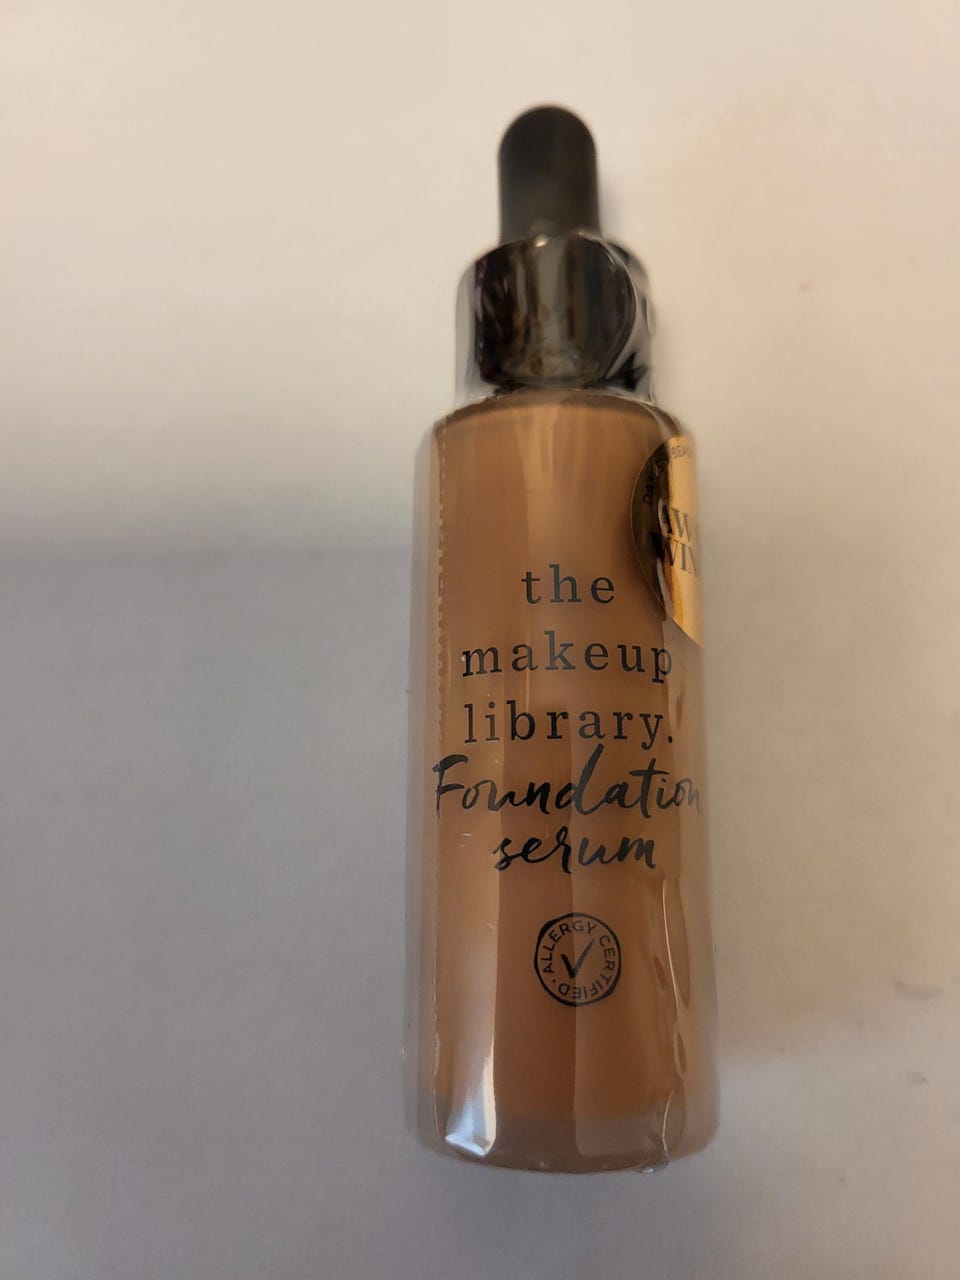 the
makeup
library.
Foundation
serum
ALLERGY CERTIFIED